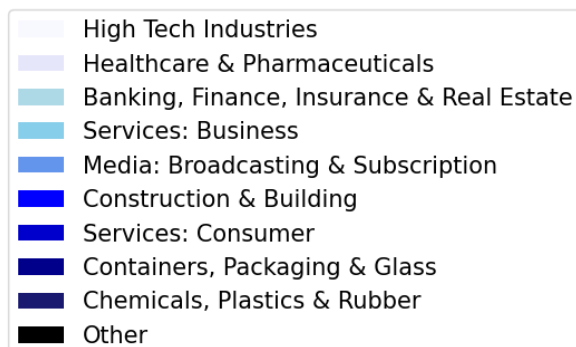 High Tech Industries
Healthcare & Pharmaceuticals
Banking, Finance, Insurance & Real Estate
Services: Business
Media: Broadcasting & Subscription
Construction & Building
Services: Consumer
Containers, Packaging & Glass
Chemicals, Plastics & Rubber
Other